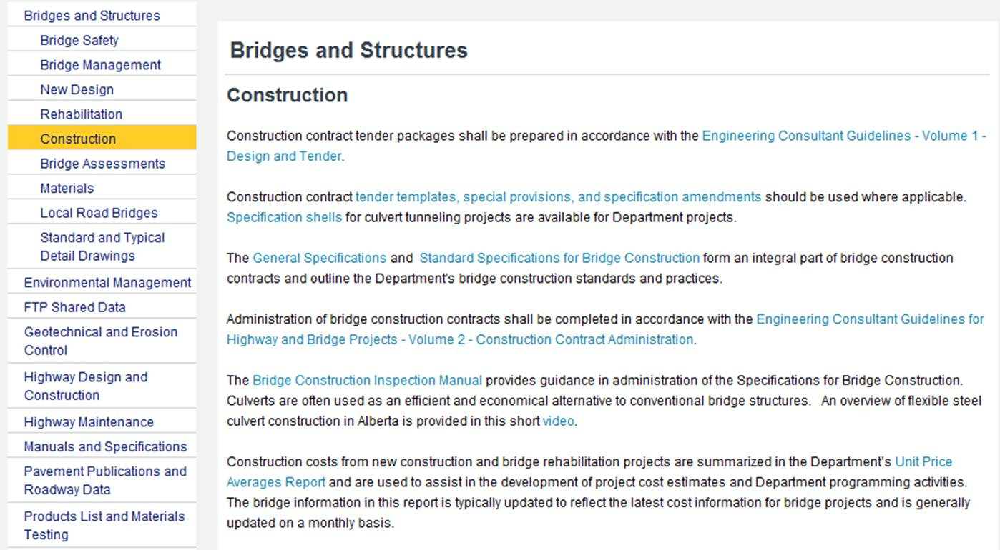 Bridges and Structures
Bridge Safety
Bridge Management
New Design
Rehabilitation
Construction
Bridge Assessments
Materials
Local Road Bridges
Standard and Typical
Detail Drawings
Environmental Management
FTP Shared Data
Geotechnical and Erosion
Control
Highway Design and
Construction
Highway Maintenance
Manuals and Specifications
Pavement Publications and
Roadway Data
Products List and Materials
Testing
Bridges and Structures
Construction
Construction contract tender packages shall be prepared in accordance with the Engineering Consultant Guidelines - Volume 1 -
Design and Tender.
Construction contract tender templates, special provisions, and specification amendments should be used where applicable.
Specification shells for culvert tunneling projects are available for Department projects.
The General Specifications and Standard Specifications for Bridge Construction form an integral part of bridge construction
contracts and outline the Department's bridge construction standards and practices.
Administration of bridge construction contracts shall be completed in accordance with the Engineering Consultant Guidelines for
Highway and Bridge Projects - Volume 2 - Construction Contract Administration.
The Bridge Construction Inspection Manual provides guidance in administration of the Specifications for Bridge Construction.
Culverts are often used as an efficient and economical alternative to conventional bridge structures. An overview of flexible steel
culvert construction in Alberta is provided in this short video.
Construction costs from new construction and bridge rehabilitation projects are summarized in the Department's Unit Price
Averages Report and are used to assist in the development of project cost estimates and Department programming activities.
The bridge information in this report is typically updated to reflect the latest cost information for bridge projects and is generally
updated on a monthly basis.